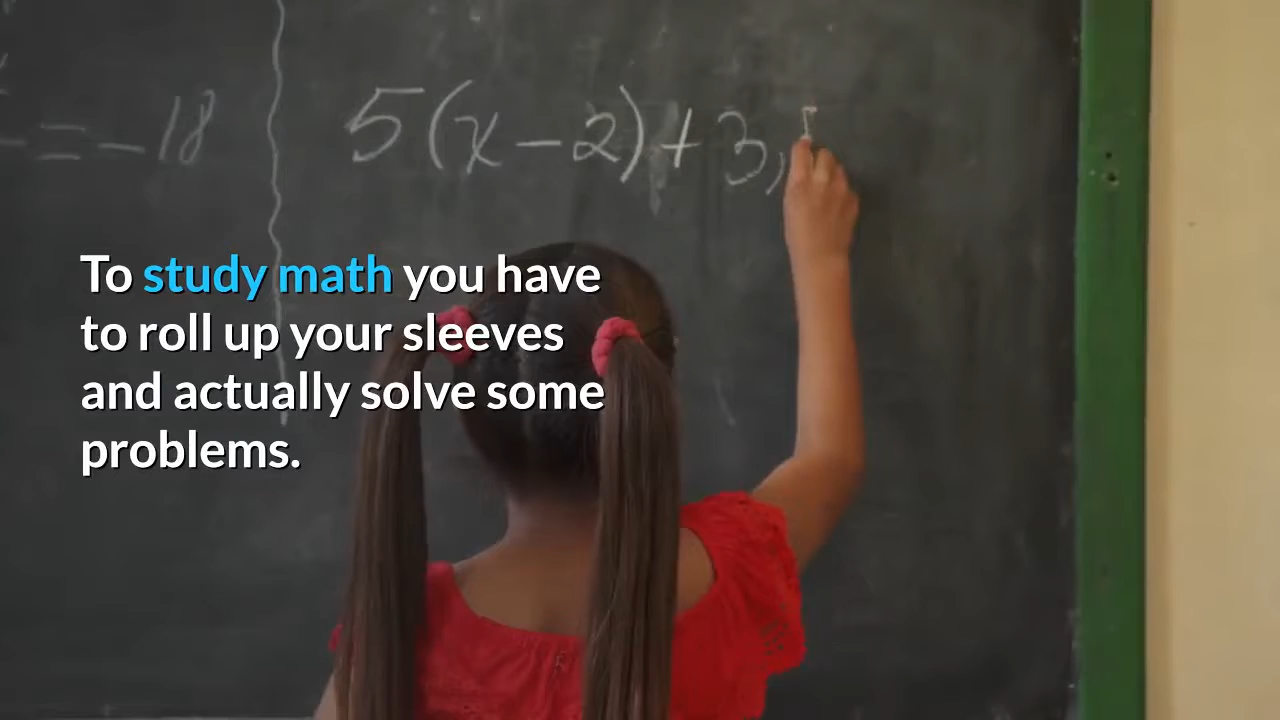 = -18
5(x-2)+3,
To study math you have
to roll up your sleeves
and actually solve some
problems.